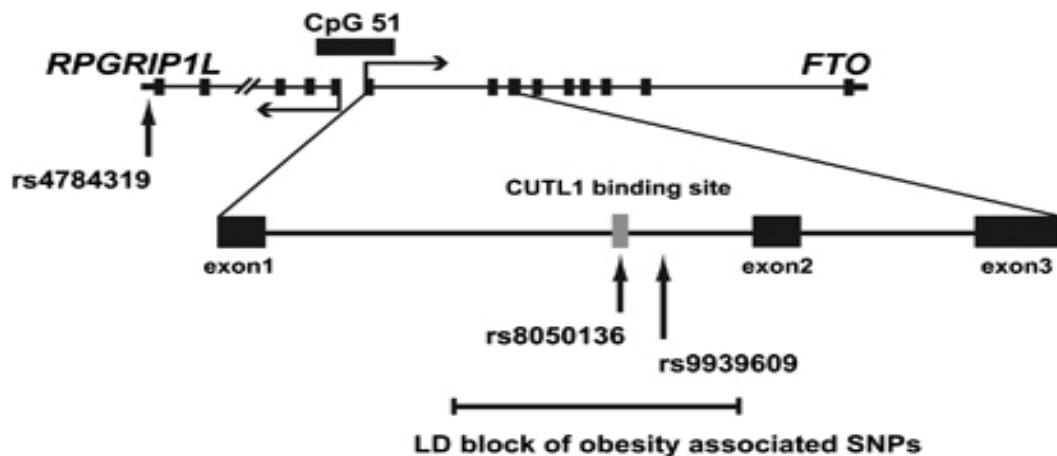 CpG 51
RPGRIP1L
FTO
rs4784319
CUTL1 binding site
exon1
exon2
exon3
rs8050136
rs9939609
LD block of obesity associated SNPs